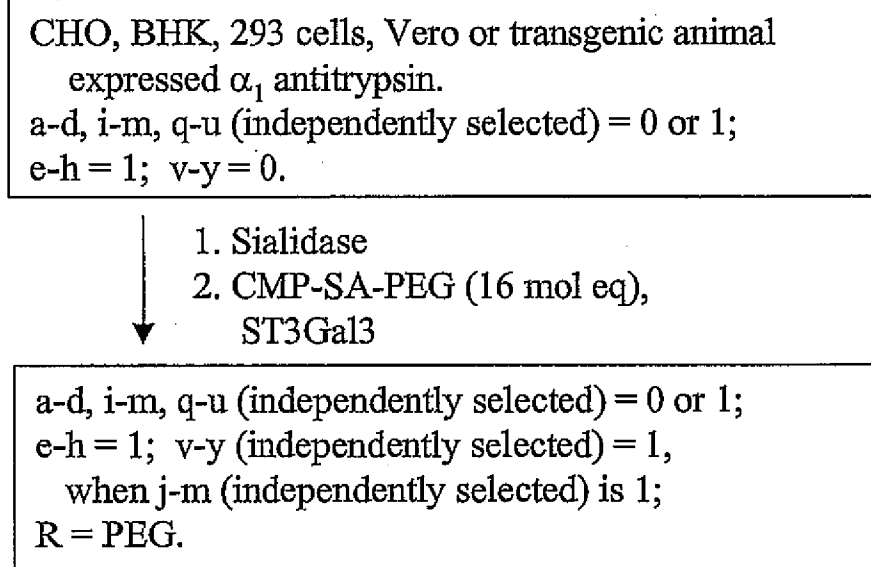 CHO, BHK, 293 cells, Vero or transgenic animal
expressed α₁ antitrypsin.
a-d, i-m, q-u (independently selected) = 0 or 1;
e-h = 1; v-y = 0.
1. Sialidase
2. CMP-SA-PEG (16 mol eq),
ST3Gal3
a-d, i-m, q-u (independently selected) = 0 or 1;
e-h = 1; v-y (independently selected) = 1,
when j-m (independently selected) is 1;
R = PEG.